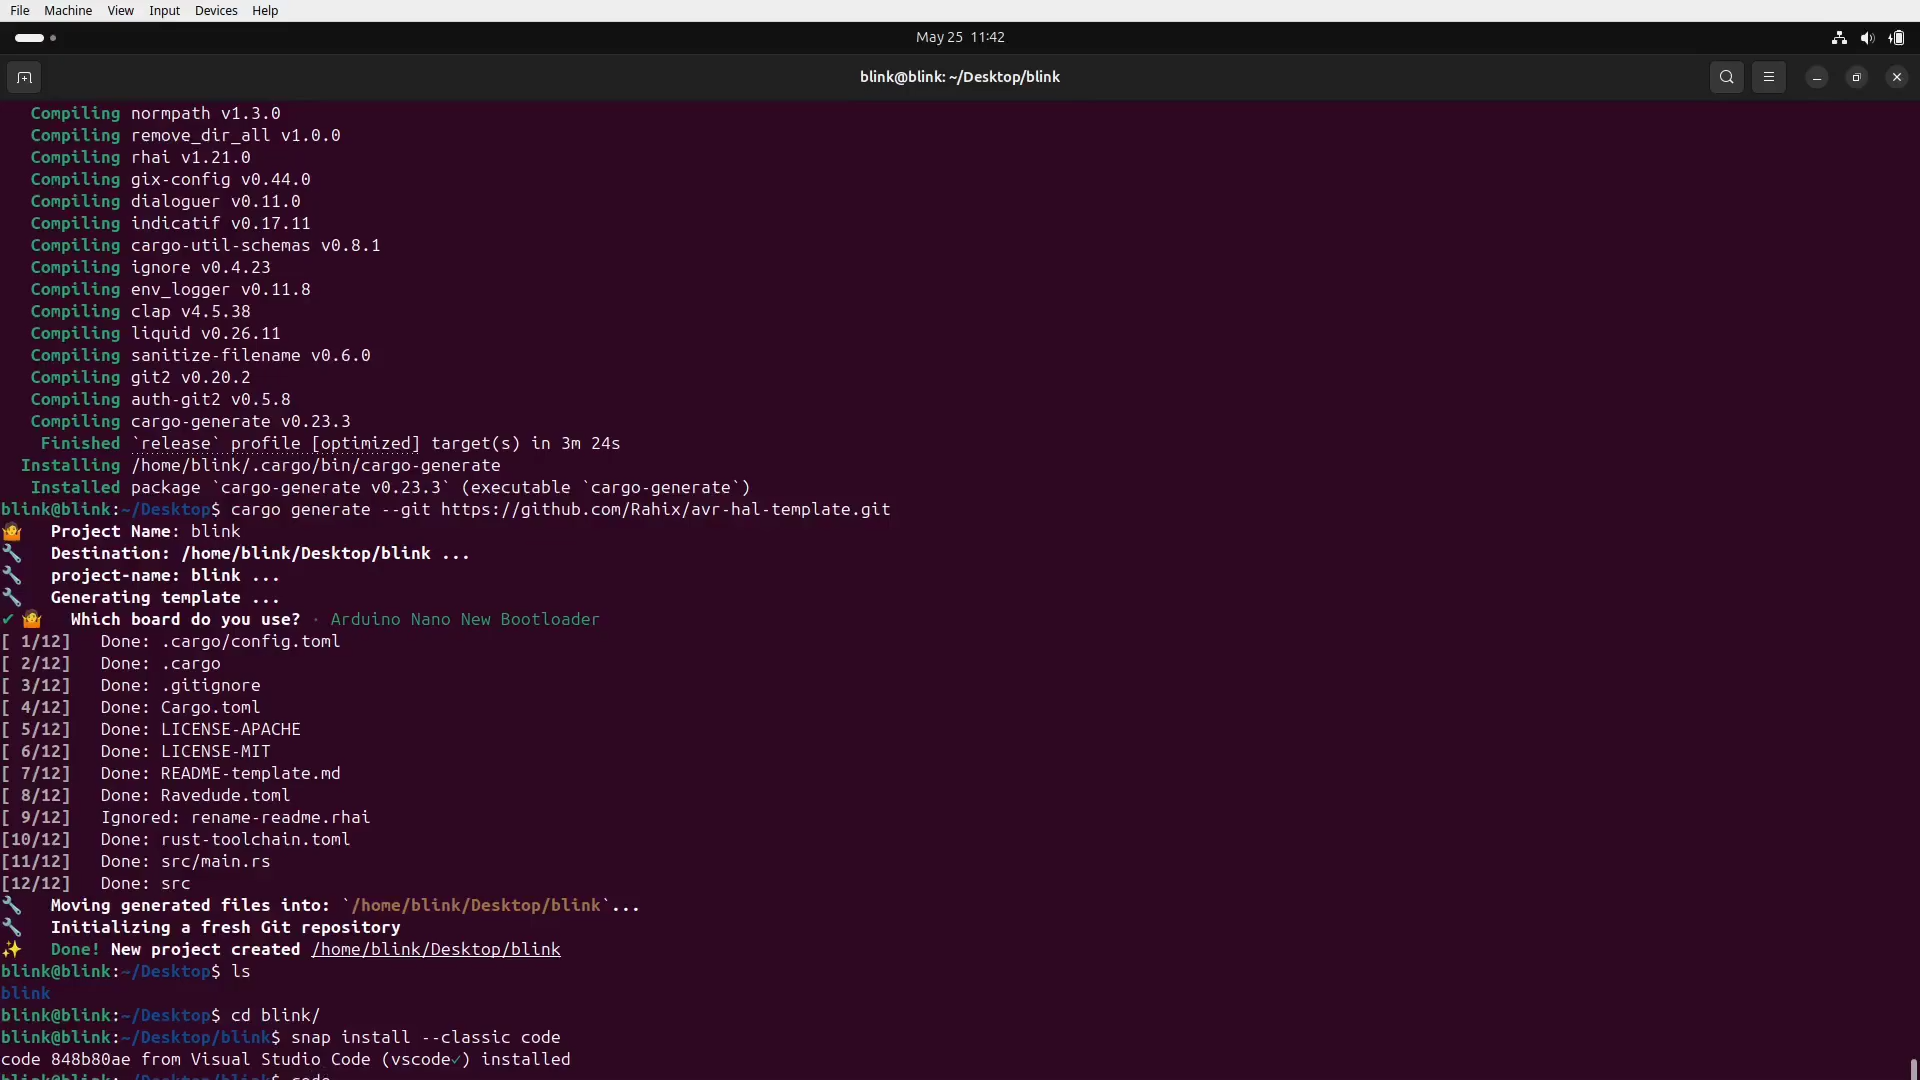 File Machine View Input Devices Help
May 25 11:42
blink@blink: ~/Desktop/blink
Compiling normpath v1.3.0
Compiling remove_dir_all v1.0.0
Compiling rhai v1.21.0
Compiling gix-config v0.44.0
Compiling dialoguer v0.11.0
Compiling indicatif v0.17.11
Compiling cargo-util-schemas v0.8.1
Compiling ignore v0.4.23
Compiling env_logger v0.11.8
Compiling clap v4.5.38
Compiling liquid v0.26.11
Compiling sanitize-filename v0.6.0
Compiling git2 v0.20.2
Compiling auth-git2 v0.5.8
Compiling cargo-generate v0.23.3
Finished `release` profile [optimized] target(s) in 3m 24s
Installing /home/blink/.cargo/bin/cargo-generate
Installed package `cargo-generate v0.23.3` (executable `cargo-generate`)
blink@blink:~/Desktop$ cargo generate --git https://github.com/Rahix/avr-hal-template.git
🤷 Project Name: blink
🔧 Destination: /home/blink/Desktop/blink ...
🔧 project-name: blink ...
🔧 Generating template ...
✔ 🤷 Which board do you use? · Arduino Nano New Bootloader
[ 1/12] Done: .cargo/config.toml
[ 2/12] Done: .cargo
[ 3/12] Done: .gitignore
[ 4/12] Done: Cargo.toml
[ 5/12] Done: LICENSE-APACHE
[ 6/12] Done: LICENSE-MIT
[ 7/12] Done: README-template.md
[ 8/12] Done: Ravedude.toml
[ 9/12] Ignored: rename-readme.rhai
[10/12] Done: rust-toolchain.toml
[11/12] Done: src/main.rs
[12/12] Done: src
🔧 Moving generated files into: `/home/blink/Desktop/blink`...
🔧 Initializing a fresh Git repository
✨ Done! New project created /home/blink/Desktop/blink
blink@blink:~/Desktop$ ls
blink
blink@blink:~/Desktop$ cd blink/
blink@blink:~/Desktop/blink$ snap install --classic code
code 848b80ae from Visual Studio Code (vscode✓) installed
blink@blink:~/Desktop/blink$ code